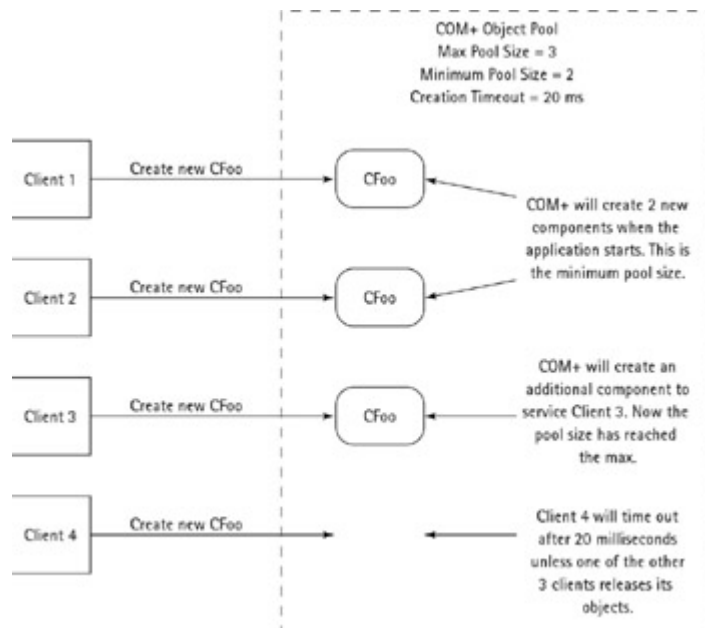 COM+ Object Pool
Max Pool Size = 3
Minimum Pool Size = 2
Creation Timeout = 20 ms
Client 1
Create new CFoo
CFoo
COM+ will create 2 new
components when the
application starts. This is
the minimum pool size.
Client 2
Create new CFoo
CFoo
COM+ will create an
additional component to
service Client 3. Now the
pool size has reached
the max.
Client 3
Create new CFoo
CFoo
Client 4
Create new CFoo
Client 4 will time out
after 20 milliseconds
unless one of the other
3 clients releases its
objects.